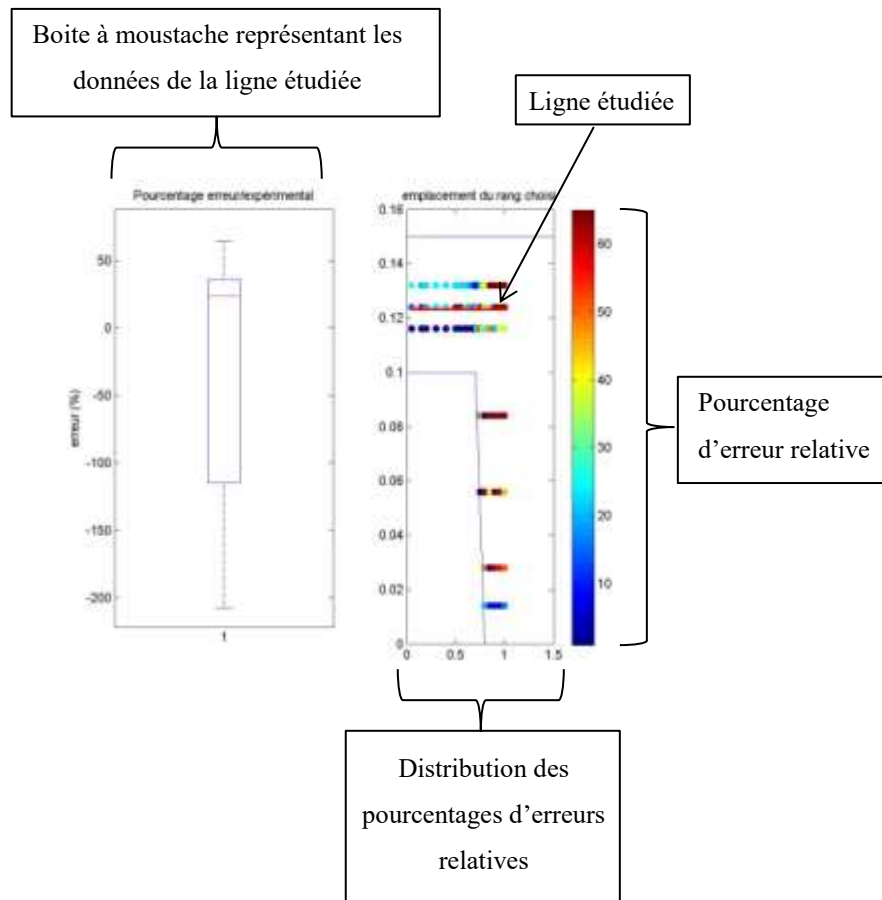 Boite à moustache représentant les
données de la ligne étudiée
Ligne étudiée
Pourcentage erreur/expérimental
emplacement du rang choisi
50
0
-50
-100
-150
-200
erreur (%)
1
0.16
0.14
0.12
0.1
0.08
0.06
0.04
0.02
0
0
0.5
1
1.5
60
50
40
30
20
10
Pourcentage
d’erreur relative
Distribution des
pourcentages d’erreurs
relatives